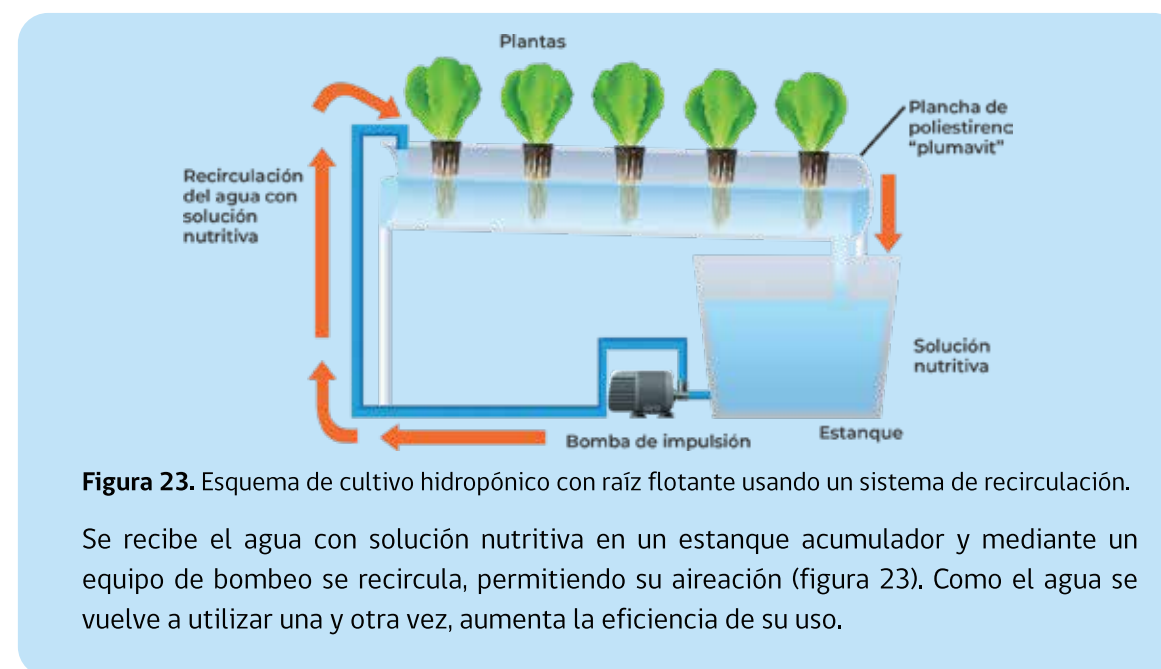 Plantas
Plancha de
poliestirenc
"plumavit"
Recirculación
del agua con
solución
nutritiva
Solución
nutritiva
Estanque
Bomba de impulsión
Figura 23. Esquema de cultivo hidropónico con raíz flotante usando un sistema de recirculación.
Se recibe el agua con solución nutritiva en un estanque acumulador y mediante un
equipo de bombeo se recircula, permitiendo su aireación (figura 23). Como el agua se
vuelve a utilizar una y otra vez, aumenta la eficiencia de su uso.